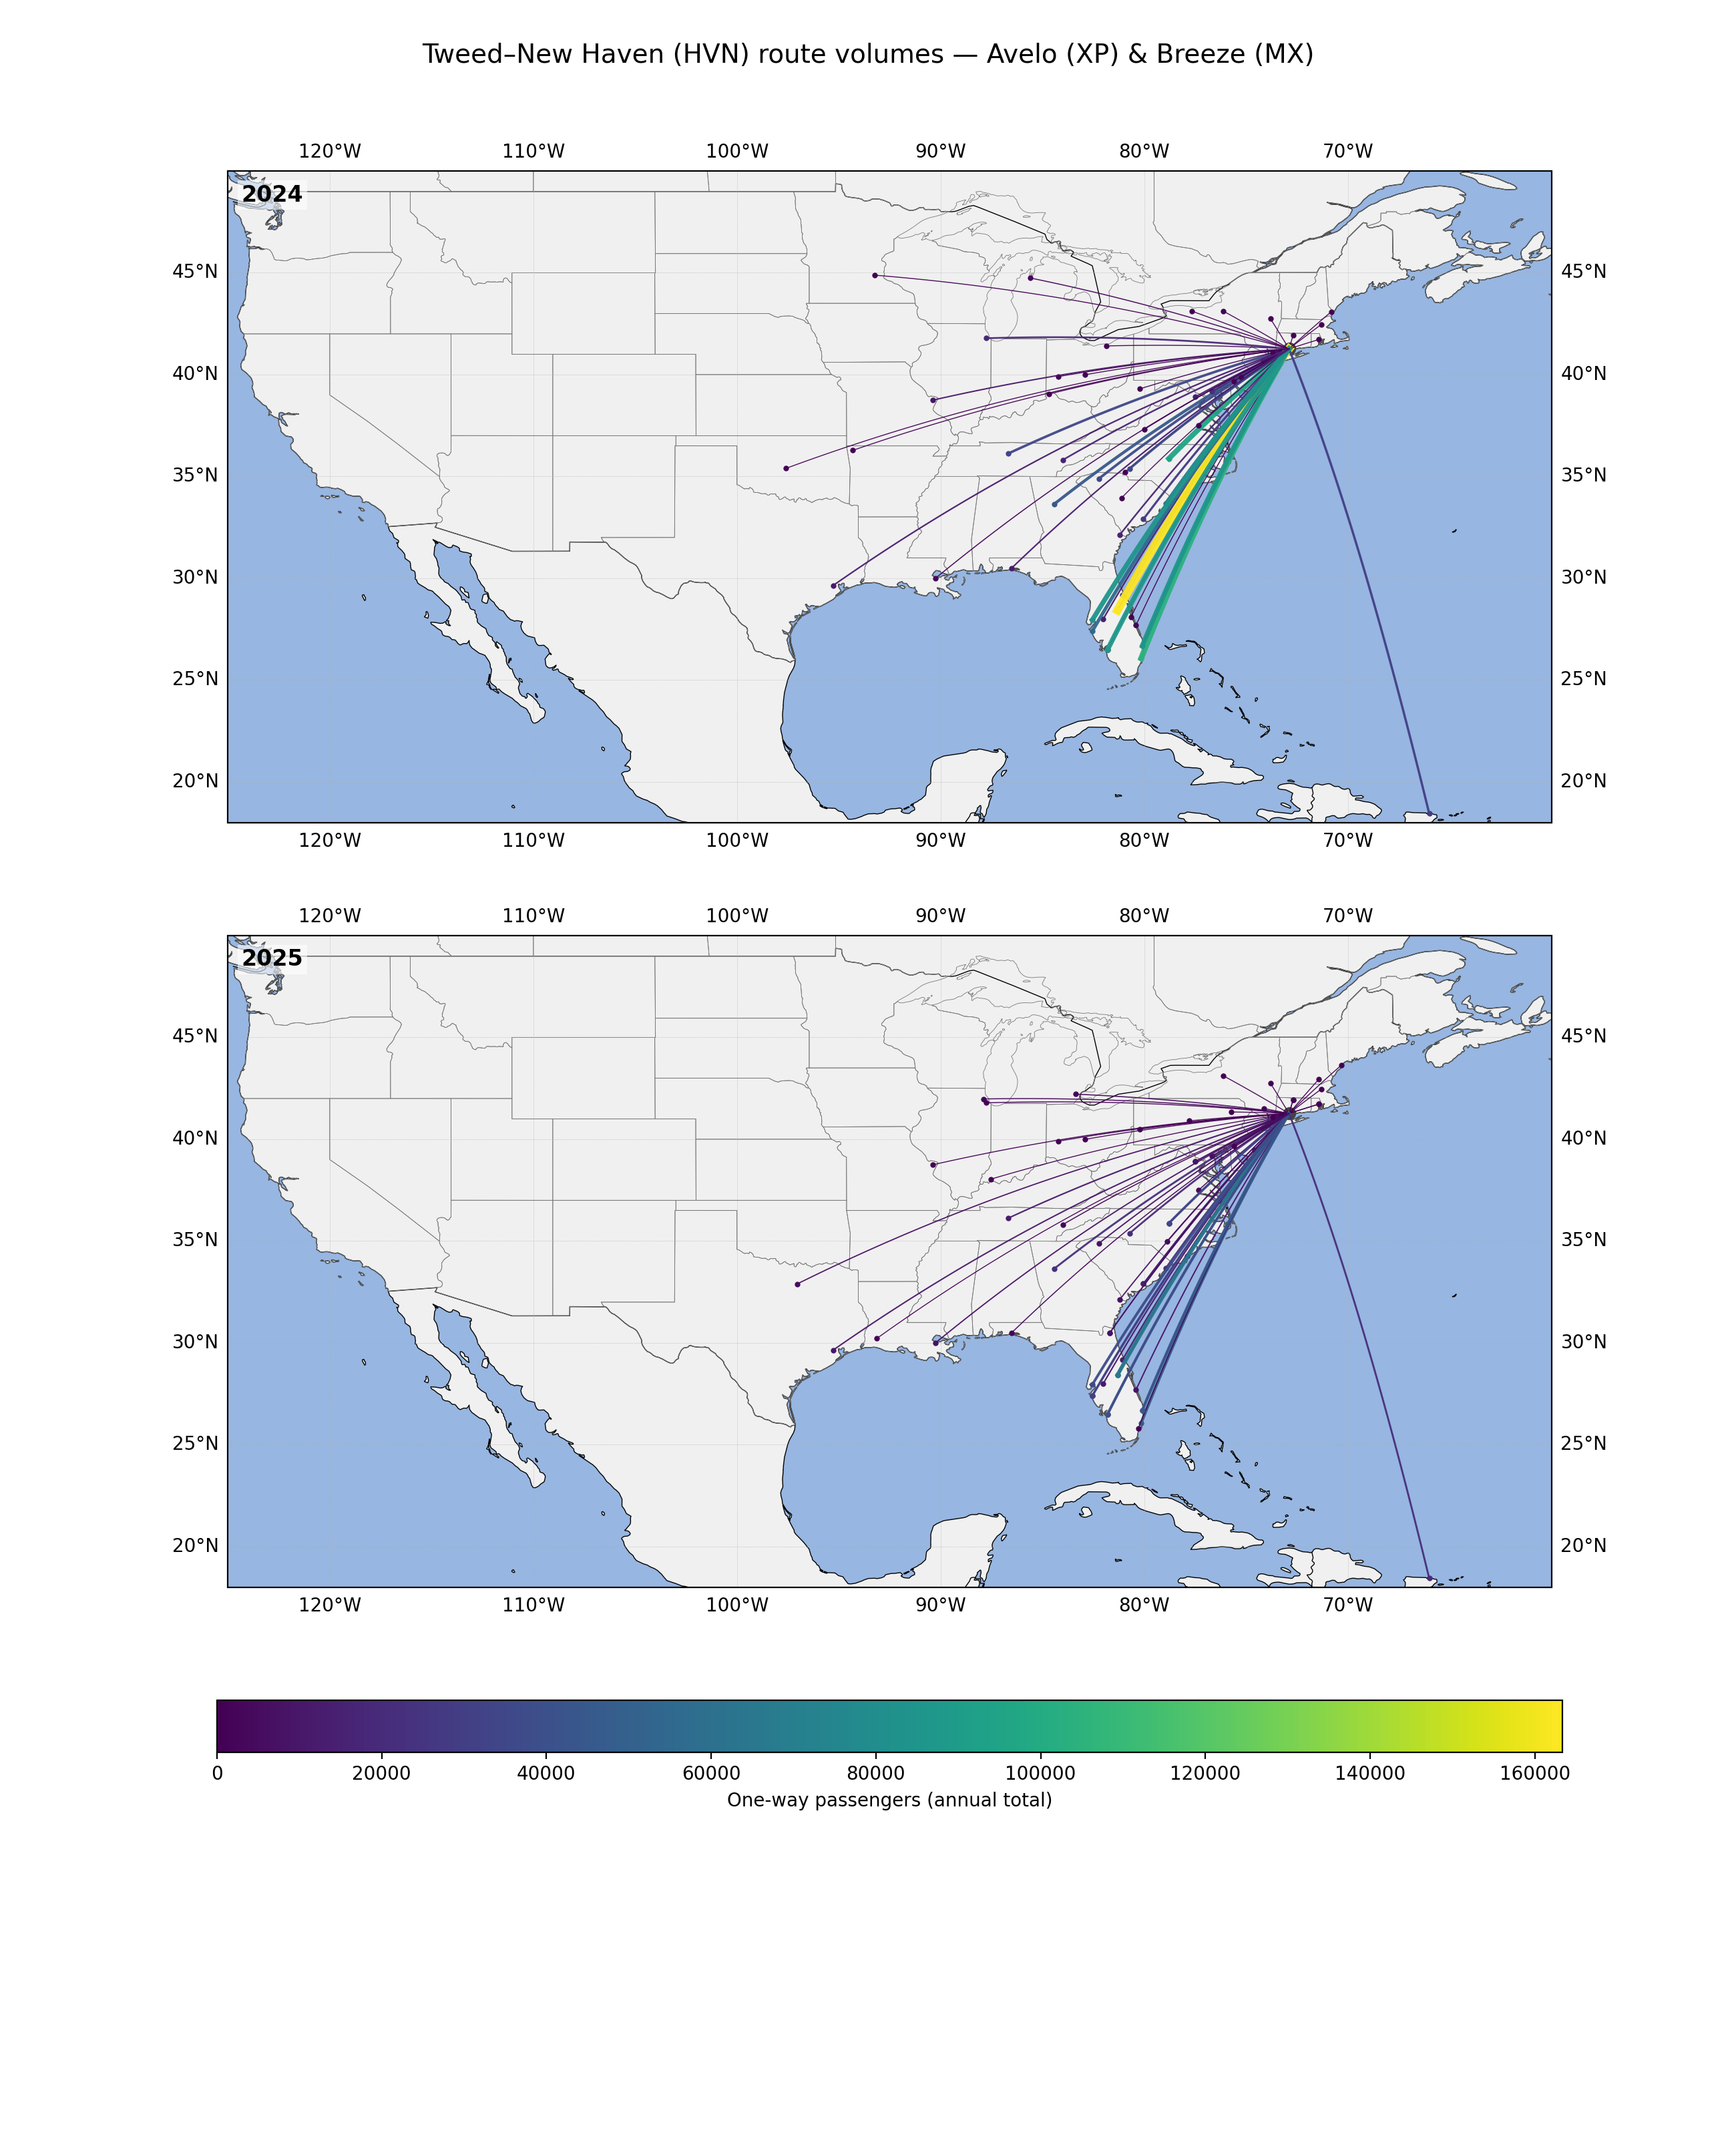 Tweed–New Haven (HVN) route volumes — Avelo (XP) & Breeze (MX)
120°W 110°W 100°W 90°W 80°W 70°W
2024
45°N 45°N
40°N 40°N
35°N 35°N
30°N 30°N
25°N 25°N
20°N 20°N
120°W 110°W 100°W 90°W 80°W 70°W
120°W 110°W 100°W 90°W 80°W 70°W
2025
45°N 45°N
40°N 40°N
35°N 35°N
30°N 30°N
25°N 25°N
20°N 20°N
120°W 110°W 100°W 90°W 80°W 70°W
0 20000 40000 60000 80000 100000 120000 140000 160000
One-way passengers (annual total)